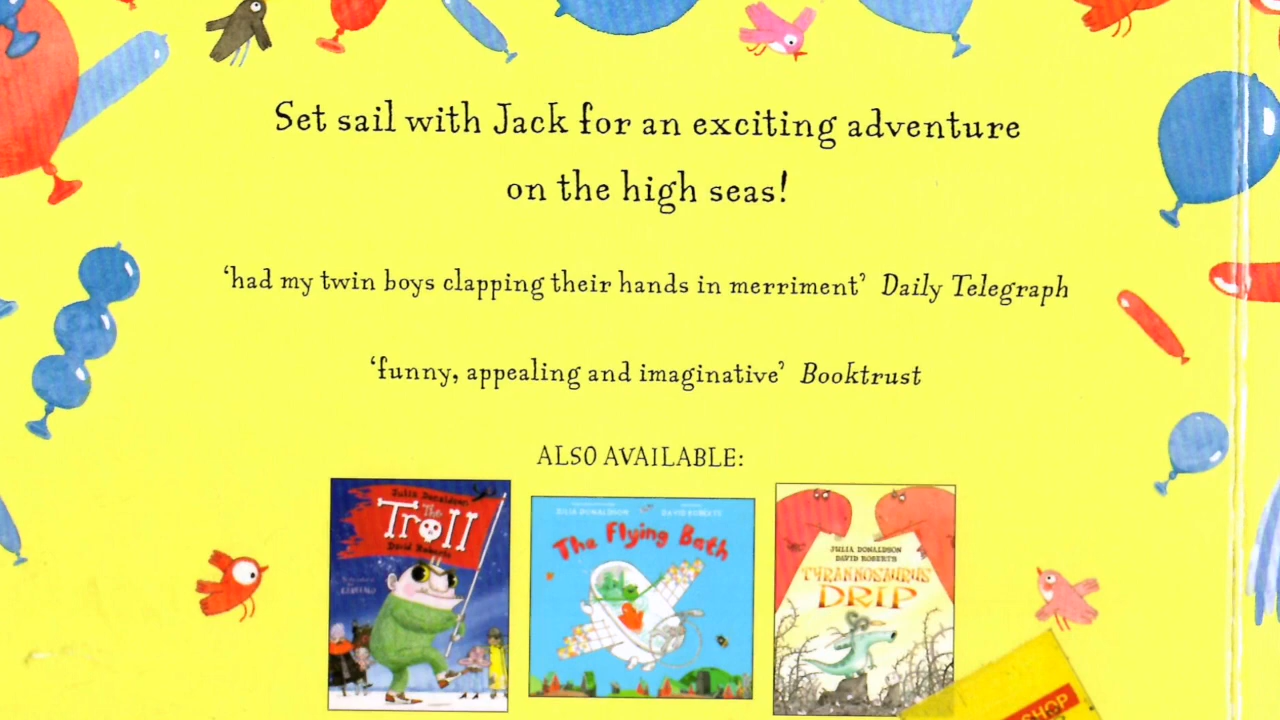 Set sail with Jack for an exciting adventure
on the high seas!
‘had my twin boys clapping their hands in merriment’ Daily Telegraph
‘funny, appealing and imaginative’ Booktrust
ALSO AVAILABLE:
Julia Donaldson
The
Troll
David Roberts
JULIA DONALDSON DAVID ROBERTS
The Flying Bath
JULIA DONALDSON
DAVID ROBERTS
TYRANNOSAURUS
DRIP
SHOP